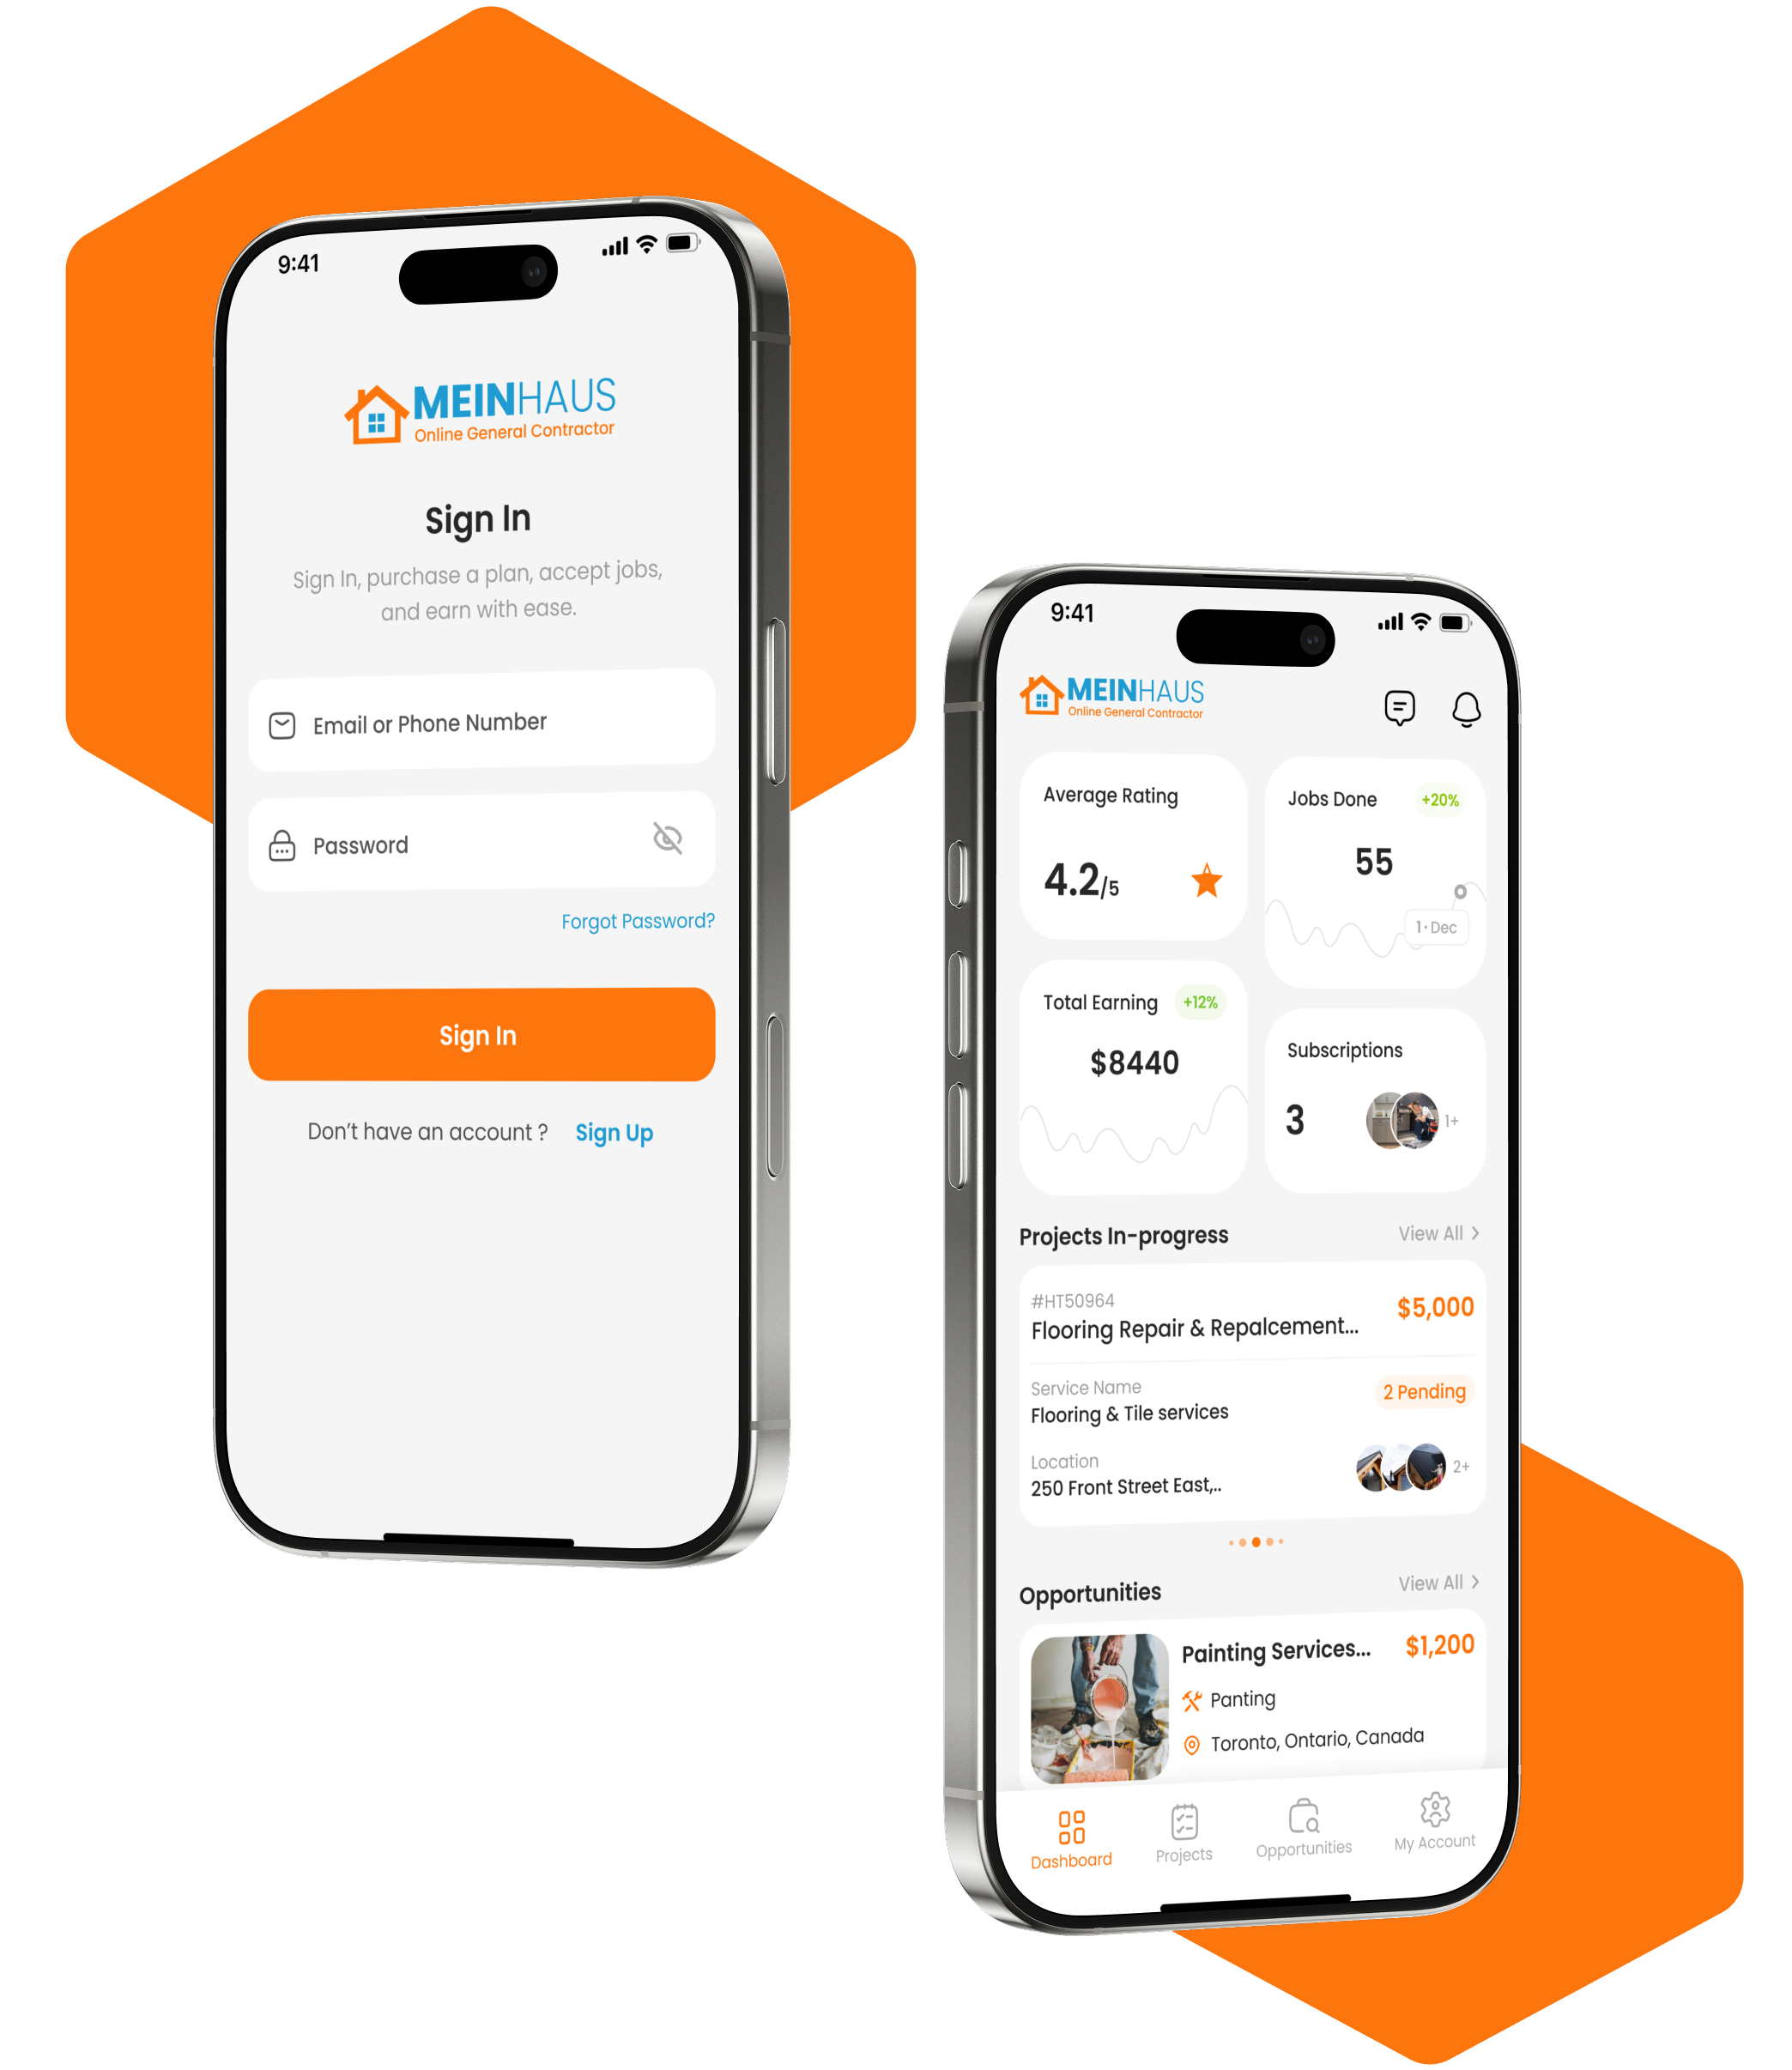 9:41
MEINHAUS
Online General Contractor
Sign In
Sign In, purchase a plan, accept jobs,
and earn with ease.
Email or Phone Number
Password
Forgot Password?
Sign In
Don't have an account ? Sign Up
9:41
MEINHAUS
Online General Contractor
Average Rating
4.2/5
Jobs Done +20%
55
1 • Dec
Total Earning +12%
$8440
Subscriptions
3 1+
Projects In-progress View All
#HT50964
Flooring Repair & Repalcement... $5,000
Service Name
Flooring & Tile services
2 Pending
Location
250 Front Street East,..
2+
Opportunities View All
Painting Services... $1,200
Panting
Toronto, Ontario, Canada
Dashboard Projects Opportunities My Account